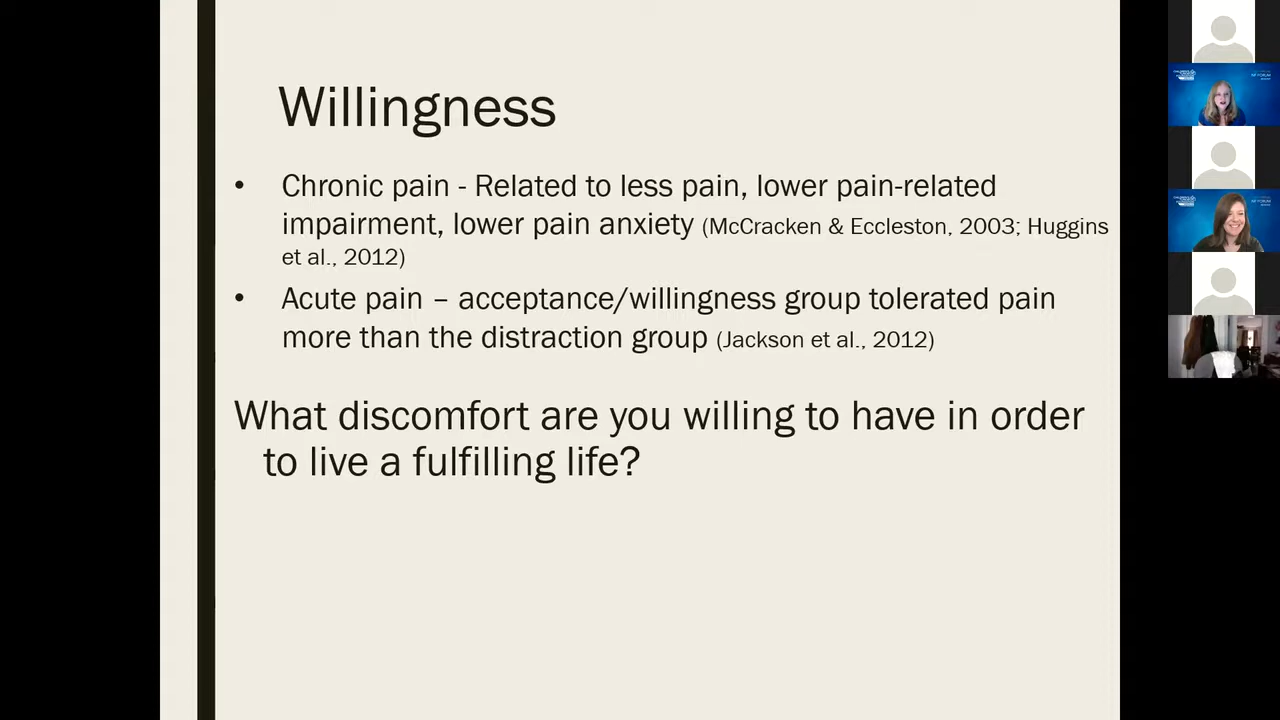 Willingness
• Chronic pain - Related to less pain, lower pain-related
impairment, lower pain anxiety (McCracken & Eccleston, 2003; Huggins
et al., 2012)
• Acute pain – acceptance/willingness group tolerated pain
more than the distraction group (Jackson et al., 2012)
What discomfort are you willing to have in order
to live a fulfilling life?